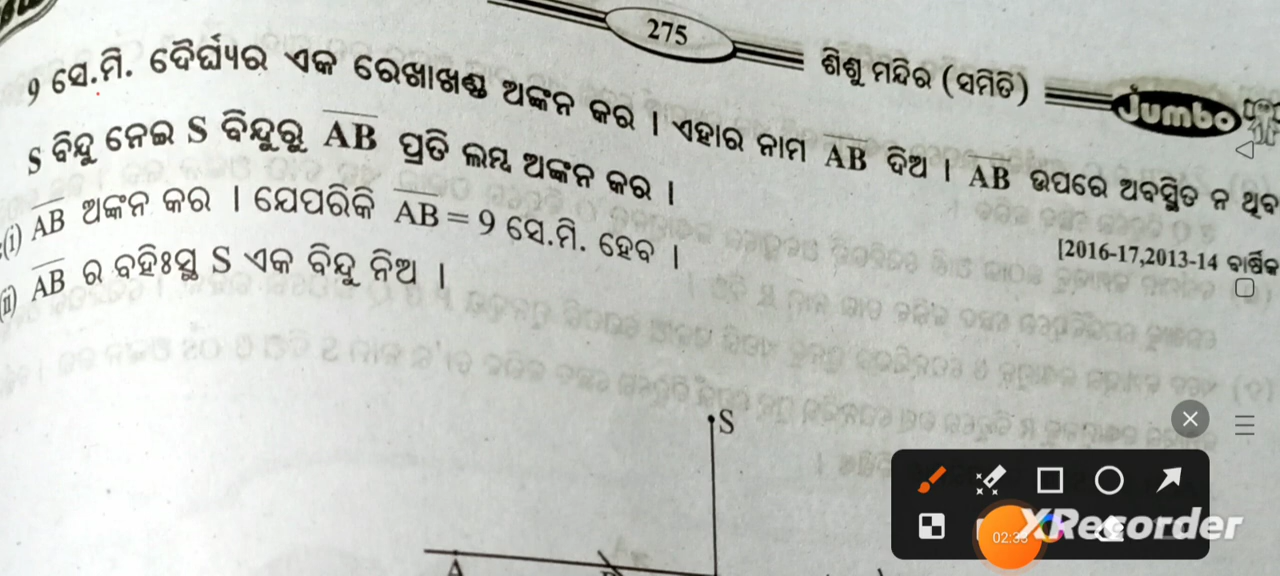 275
ଶିଶୁ ମନ୍ଦିର (ସମିତି)
Jumbo
9 ସେ.ମି. ଦୈର୍ଘ୍ୟର ଏକ ରେଖାଖଣ୍ଡ ଅଙ୍କନ କର । ଏହାର ନାମ AB ଦିଅ । AB ଉପରେ ଅବସ୍ଥିତ ନ ଥିବ
S ବିନ୍ଦୁ ନେଇ S ବିନ୍ଦୁରୁ AB ପ୍ରତି ଲମ୍ବ ଅଙ୍କନ କର ।
[2016-17,2013-14 ବାର୍ଷିକ
(i) AB ଅଙ୍କନ କର । ଯେପରିକି AB = 9 ସେ.ମି. ହେବ ।
(ii) AB ର ବହିଃସ୍ଥ S ଏକ ବିନ୍ଦୁ ନିଅ ।
S
A
XRecorder